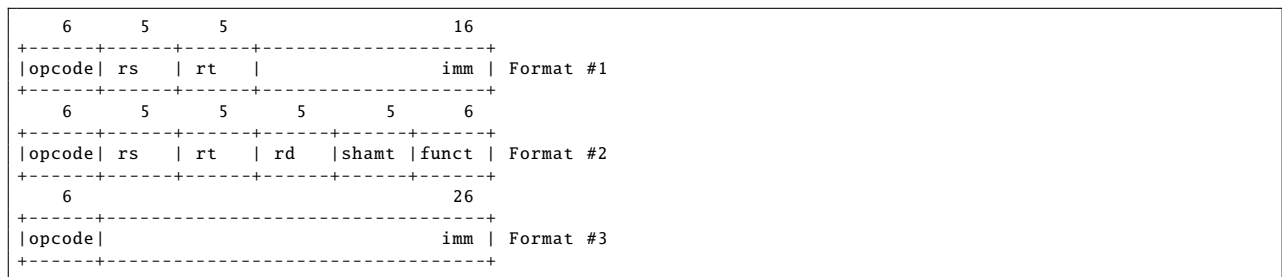 6      5      5                    16
+------+------+------+--------------------+
|opcode| rs   | rt   |                imm | Format #1
+------+------+------+--------------------+
    6      5      5      5      5      6
+------+------+------+------+------+------+
|opcode| rs   | rt   | rd   |shamt |funct | Format #2
+------+------+------+------+------+------+
    6                                  26
+------+----------------------------------+
|opcode|                              imm | Format #3
+------+----------------------------------+